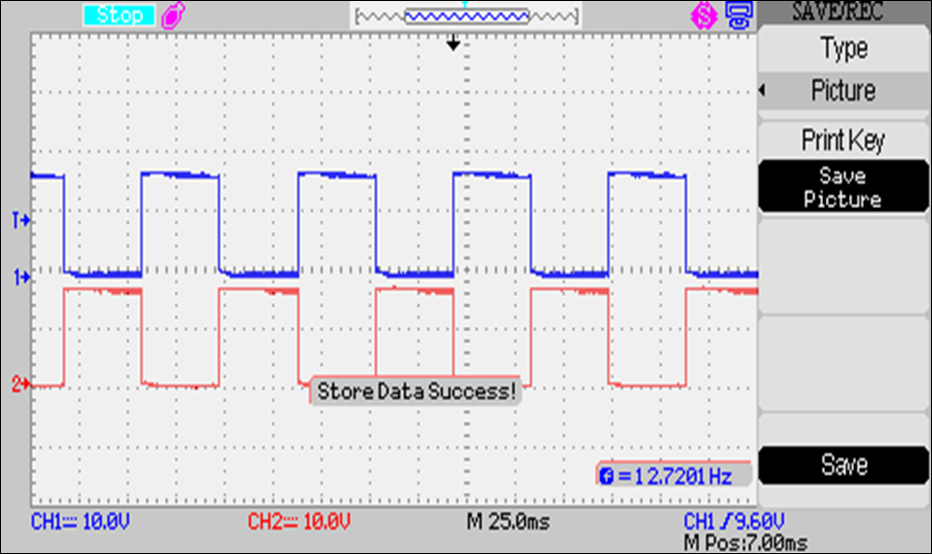 Stop
S
SAVE/REC
Type
Picture
Print Key
Save
Picture
T
1
2
Store Data Success!
f = 12.7201 Hz
Save
CH1 10.0V
CH2 10.0V
M 25.0ms
CH1 / 9.60V
M Pos:7.00ms